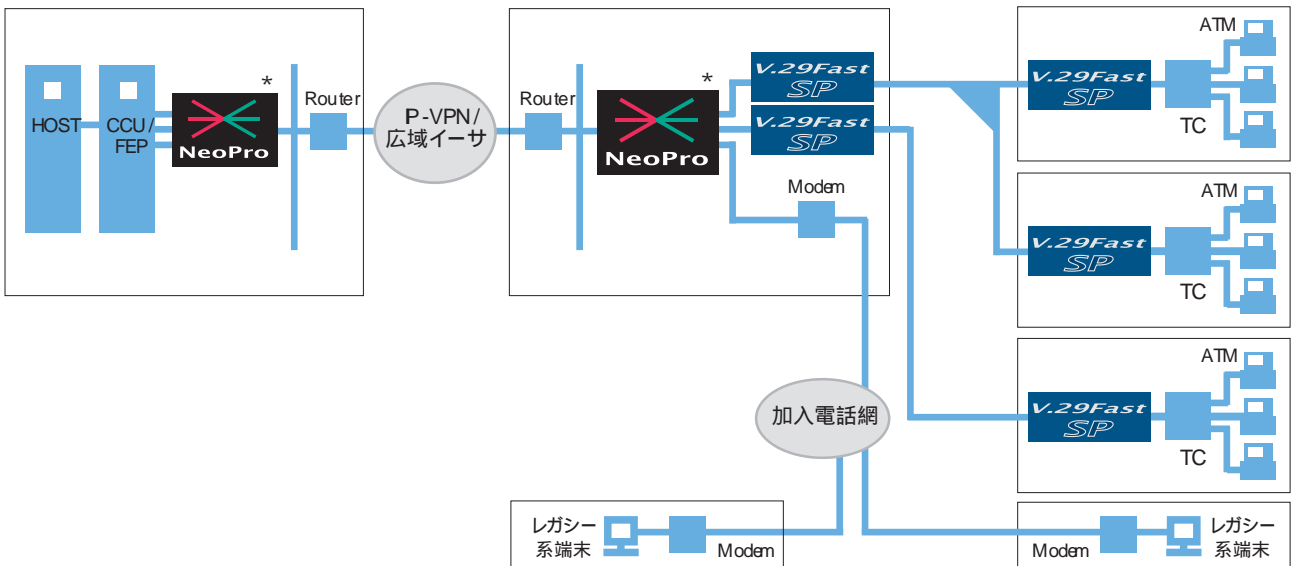 HOST
CCU /
FEP
*
NeoPro
Router
P-VPN /
広域イーサ
Router
*
NeoPro
V.29Fast
SP
V.29Fast
SP
Modem
V.29Fast
SP
TC
ATM
V.29Fast
SP
TC
ATM
V.29Fast
SP
TC
ATM
加入電話網
レガシー
系端末
Modem
Modem
レガシー
系端末